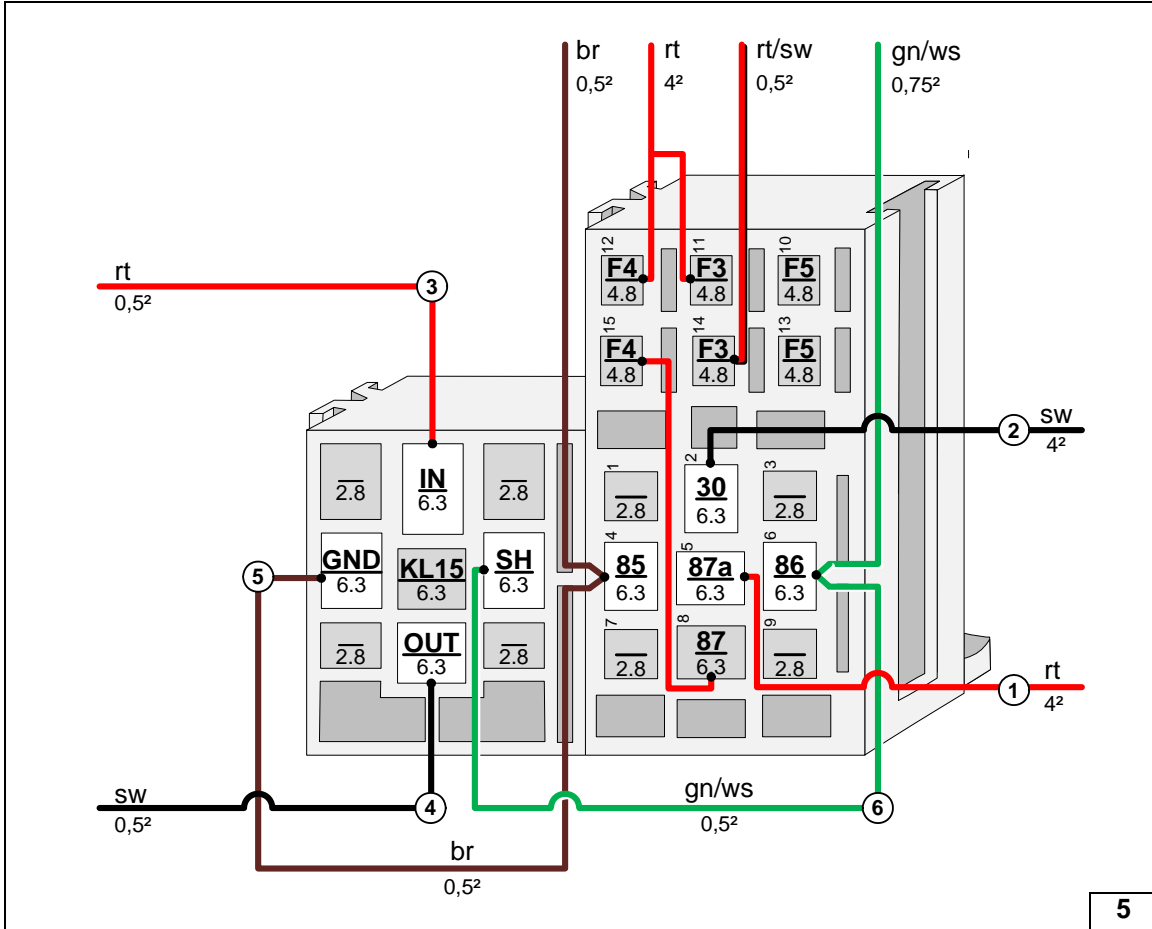 br rt rt/sw gn/ws
0,5² 4² 0,5² 0,75²
12 11 10
F4 F3 F5
4.8 4.8 4.8
15 14 13
F4 F3 F5
4.8 4.8 4.8
rt
0,5²
3
2
sw
4²
IN
2.8 6.3 2.8
1 2 3
30
2.8 6.3 2.8
5
GND KL15 SH
6.3 6.3 6.3
4 5 6
85 87a 86
6.3 6.3 6.3
OUT
2.8 6.3 2.8
7 8 9
87
2.8 6.3 2.8
1
rt
4²
sw
0,5²
4
gn/ws
0,5²
6
br
0,5²
5